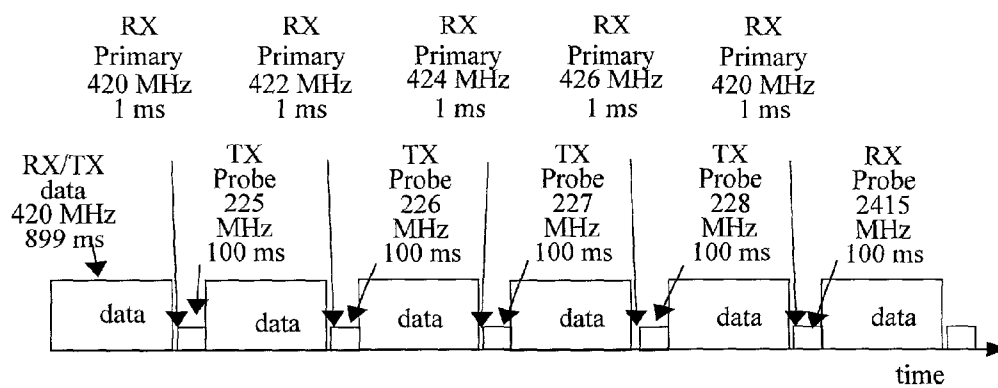 RX
Primary
420 MHz
1 ms
RX
Primary
422 MHz
1 ms
RX
Primary
424 MHz
1 ms
RX
Primary
426 MHz
1 ms
RX
Primary
420 MHz
1 ms
RX/TX
data
420 MHz
899 ms
TX
Probe
225
MHz
100 ms
TX
Probe
226
MHz
100 ms
TX
Probe
227
MHz
100 ms
TX
Probe
228
MHz
100 ms
RX
Probe
2415
MHz
100 ms
data
data
data
data
data
data
time